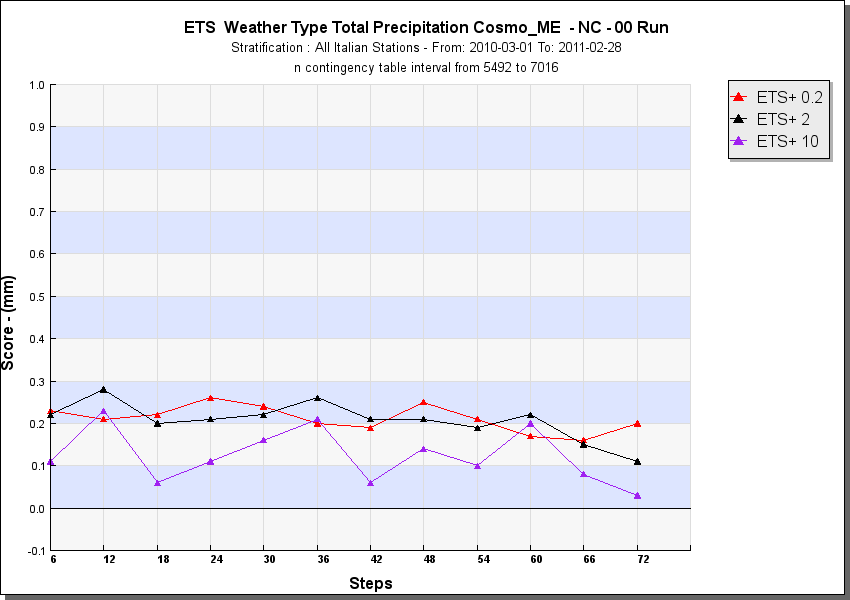 ETS Weather Type Total Precipitation Cosmo_ME - NC - 00 Run
Stratification : All Italian Stations - From: 2010-03-01 To: 2011-02-28
n contingency table interval from 5492 to 7016
ETS+ 0.2
ETS+ 2
ETS+ 10
Score - (mm)
1.0
0.9
0.8
0.7
0.6
0.5
0.4
0.3
0.2
0.1
0.0
-0.1
6 12 18 24 30 36 42 48 54 60 66 72
Steps